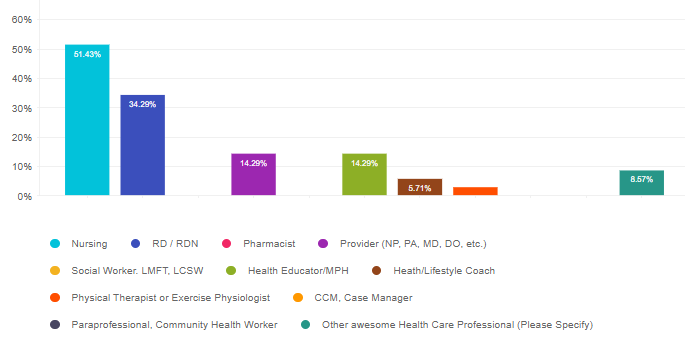 60%
50%
51.43%
40%
34.29%
30%
20%
14.29% 14.29%
10%
5.71% 8.57%
0%
Nursing RD / RDN Pharmacist Provider (NP, PA, MD, DO, etc.)
Social Worker. LMFT, LCSW Health Educator/MPH Heath/Lifestyle Coach
Physical Therapist or Exercise Physiologist CCM, Case Manager
Paraprofessional, Community Health Worker Other awesome Health Care Professional (Please Specify)